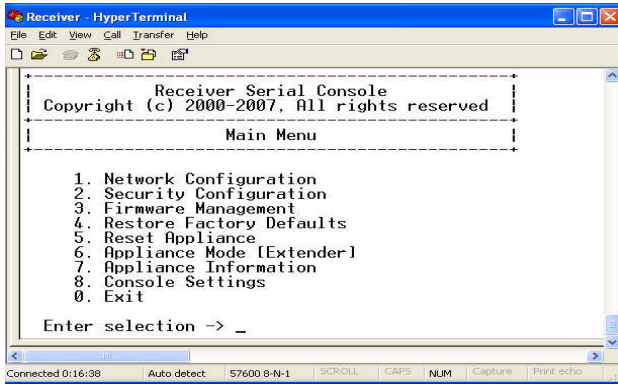 Receiver - HyperTerminal
File Edit View Call Transfer Help
Receiver Serial Console
Copyright (c) 2000-2007, All rights reserved
Main Menu
1. Network Configuration
2. Security Configuration
3. Firmware Management
4. Restore Factory Defaults
5. Reset Appliance
6. Appliance Mode [Extender]
7. Appliance Information
8. Console Settings
0. Exit
Enter selection -> _
Connected 0:16:38 Auto detect 57600 8-N-1 SCROLL CAPS NUM Capture Print echo